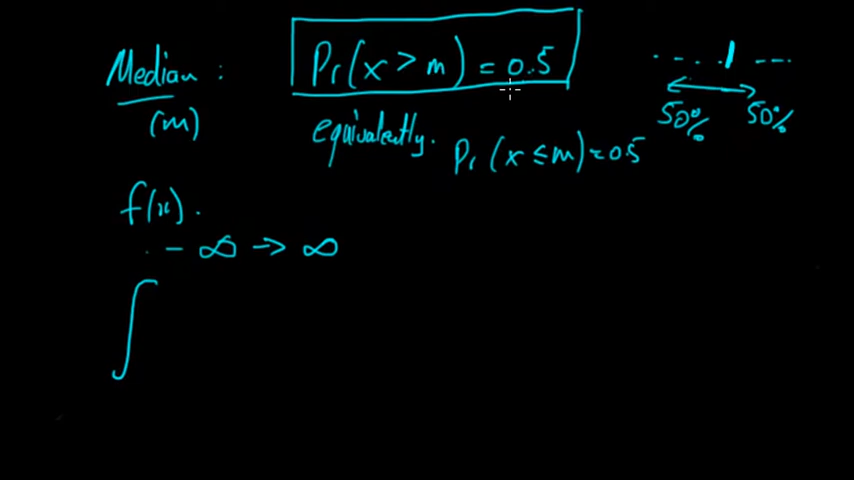 Median : Pr(x > m) = 0.5
(m)
50% 50%
equivalently. Pr(x ≤ m) = 0.5
f(x).
- ∞ → ∞
∫